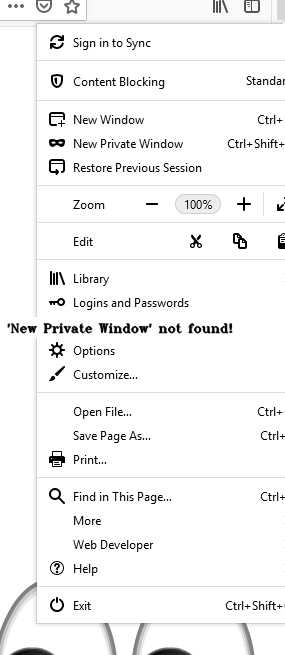 Sign in to Sync
Content Blocking Standar
New Window Ctrl+
New Private Window Ctrl+Shift+
Restore Previous Session
Zoom 100%
Edit
Library
Logins and Passwords
'New Private Window' not found!
Options
Customize...
Open File... Ctrl+
Save Page As... Ctrl+
Print...
Find in This Page... Ctrl+
More
Web Developer
Help
Exit Ctrl+Shift+